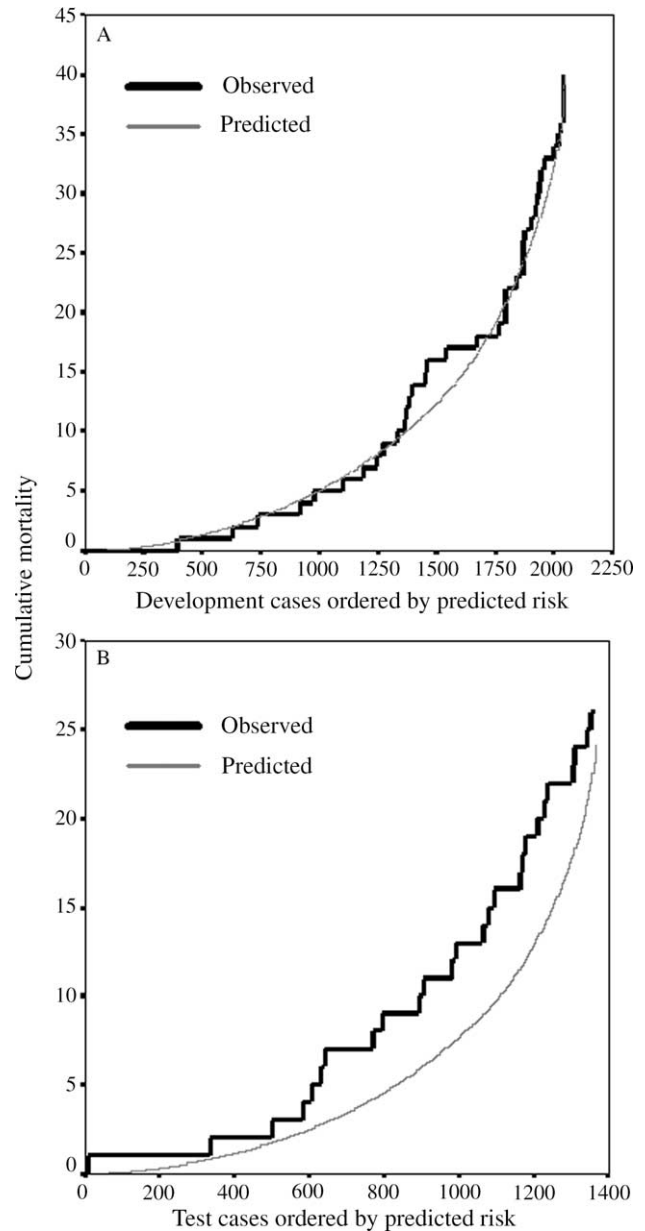 A
Observed
Predicted
45
40
35
30
25
20
15
10
5
0
0 250 500 750 1000 1250 1500 1750 2000 2250
Development cases ordered by predicted risk
Cumulative mortality
B
Observed
Predicted
30
25
20
15
10
5
0
0 200 400 600 800 1000 1200 1400
Test cases ordered by predicted risk